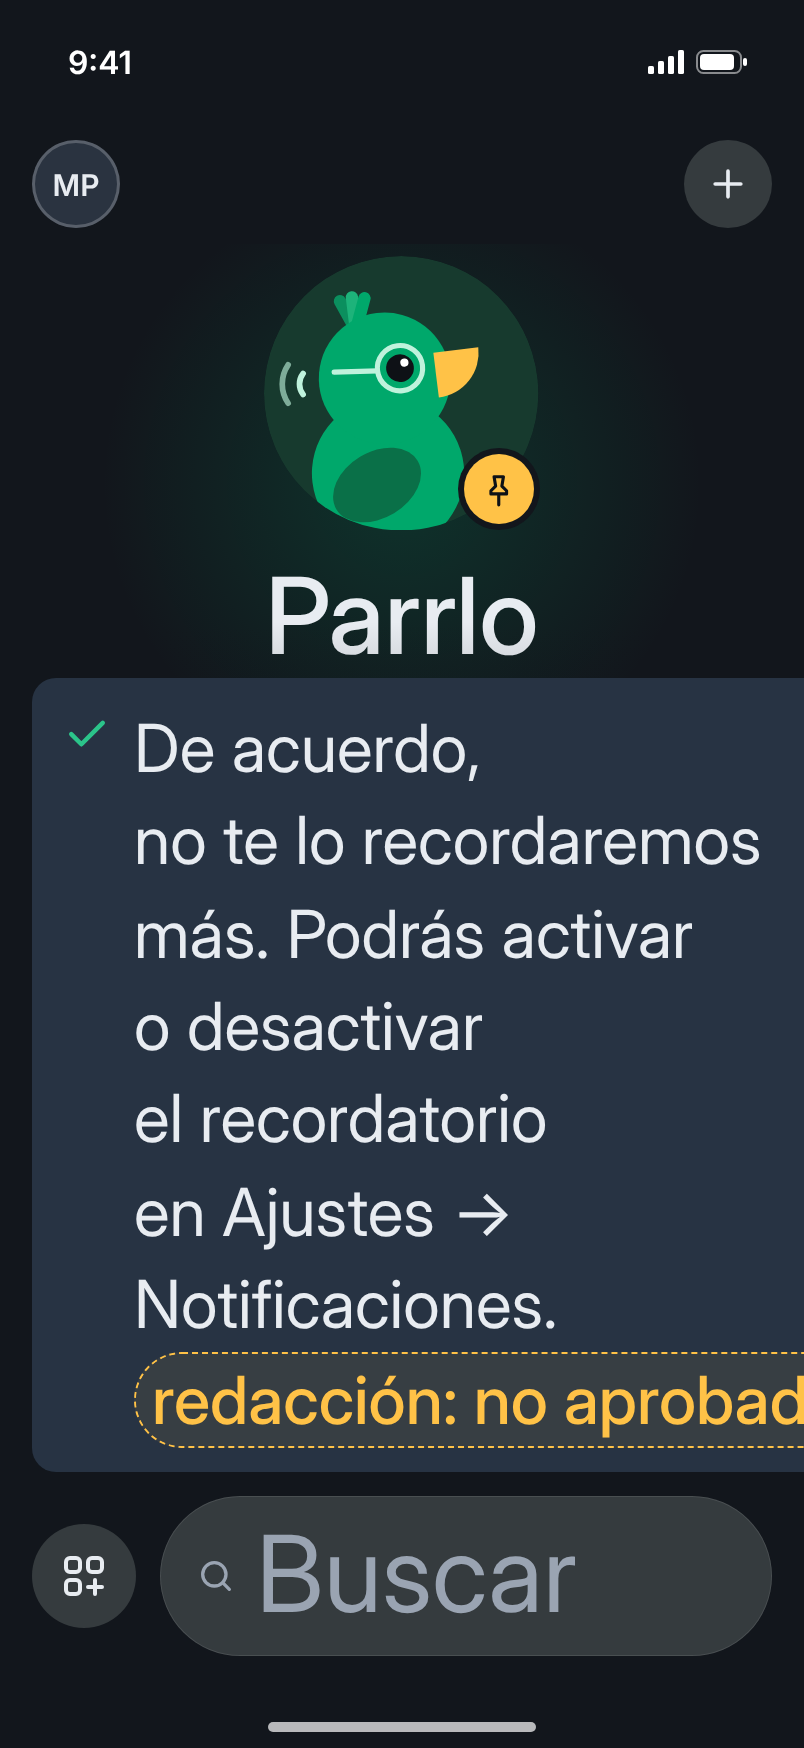 9:41
MP
Parrlo
De acuerdo,
no te lo recordaremos
más. Podrás activar
o desactivar
el recordatorio
en Ajustes →
Notificaciones.
redacción: no aprobad
Buscar